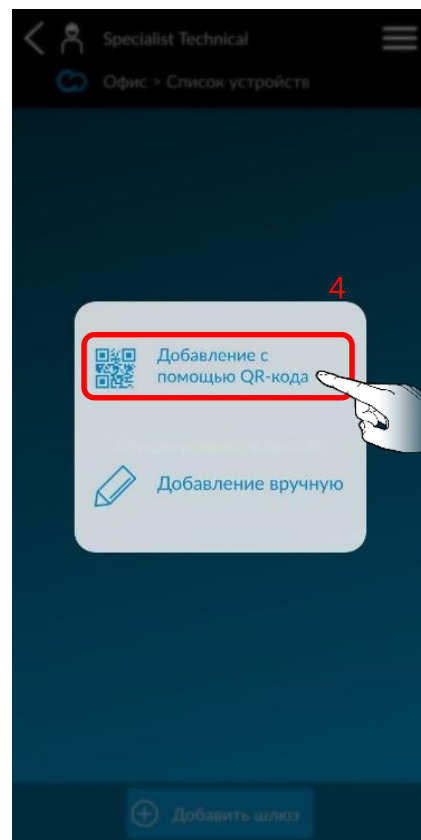 Specialist Technical
Офис > Список устройств
4
Добавление с
помощью QR-кода
Добавление вручную
Добавить шлюз